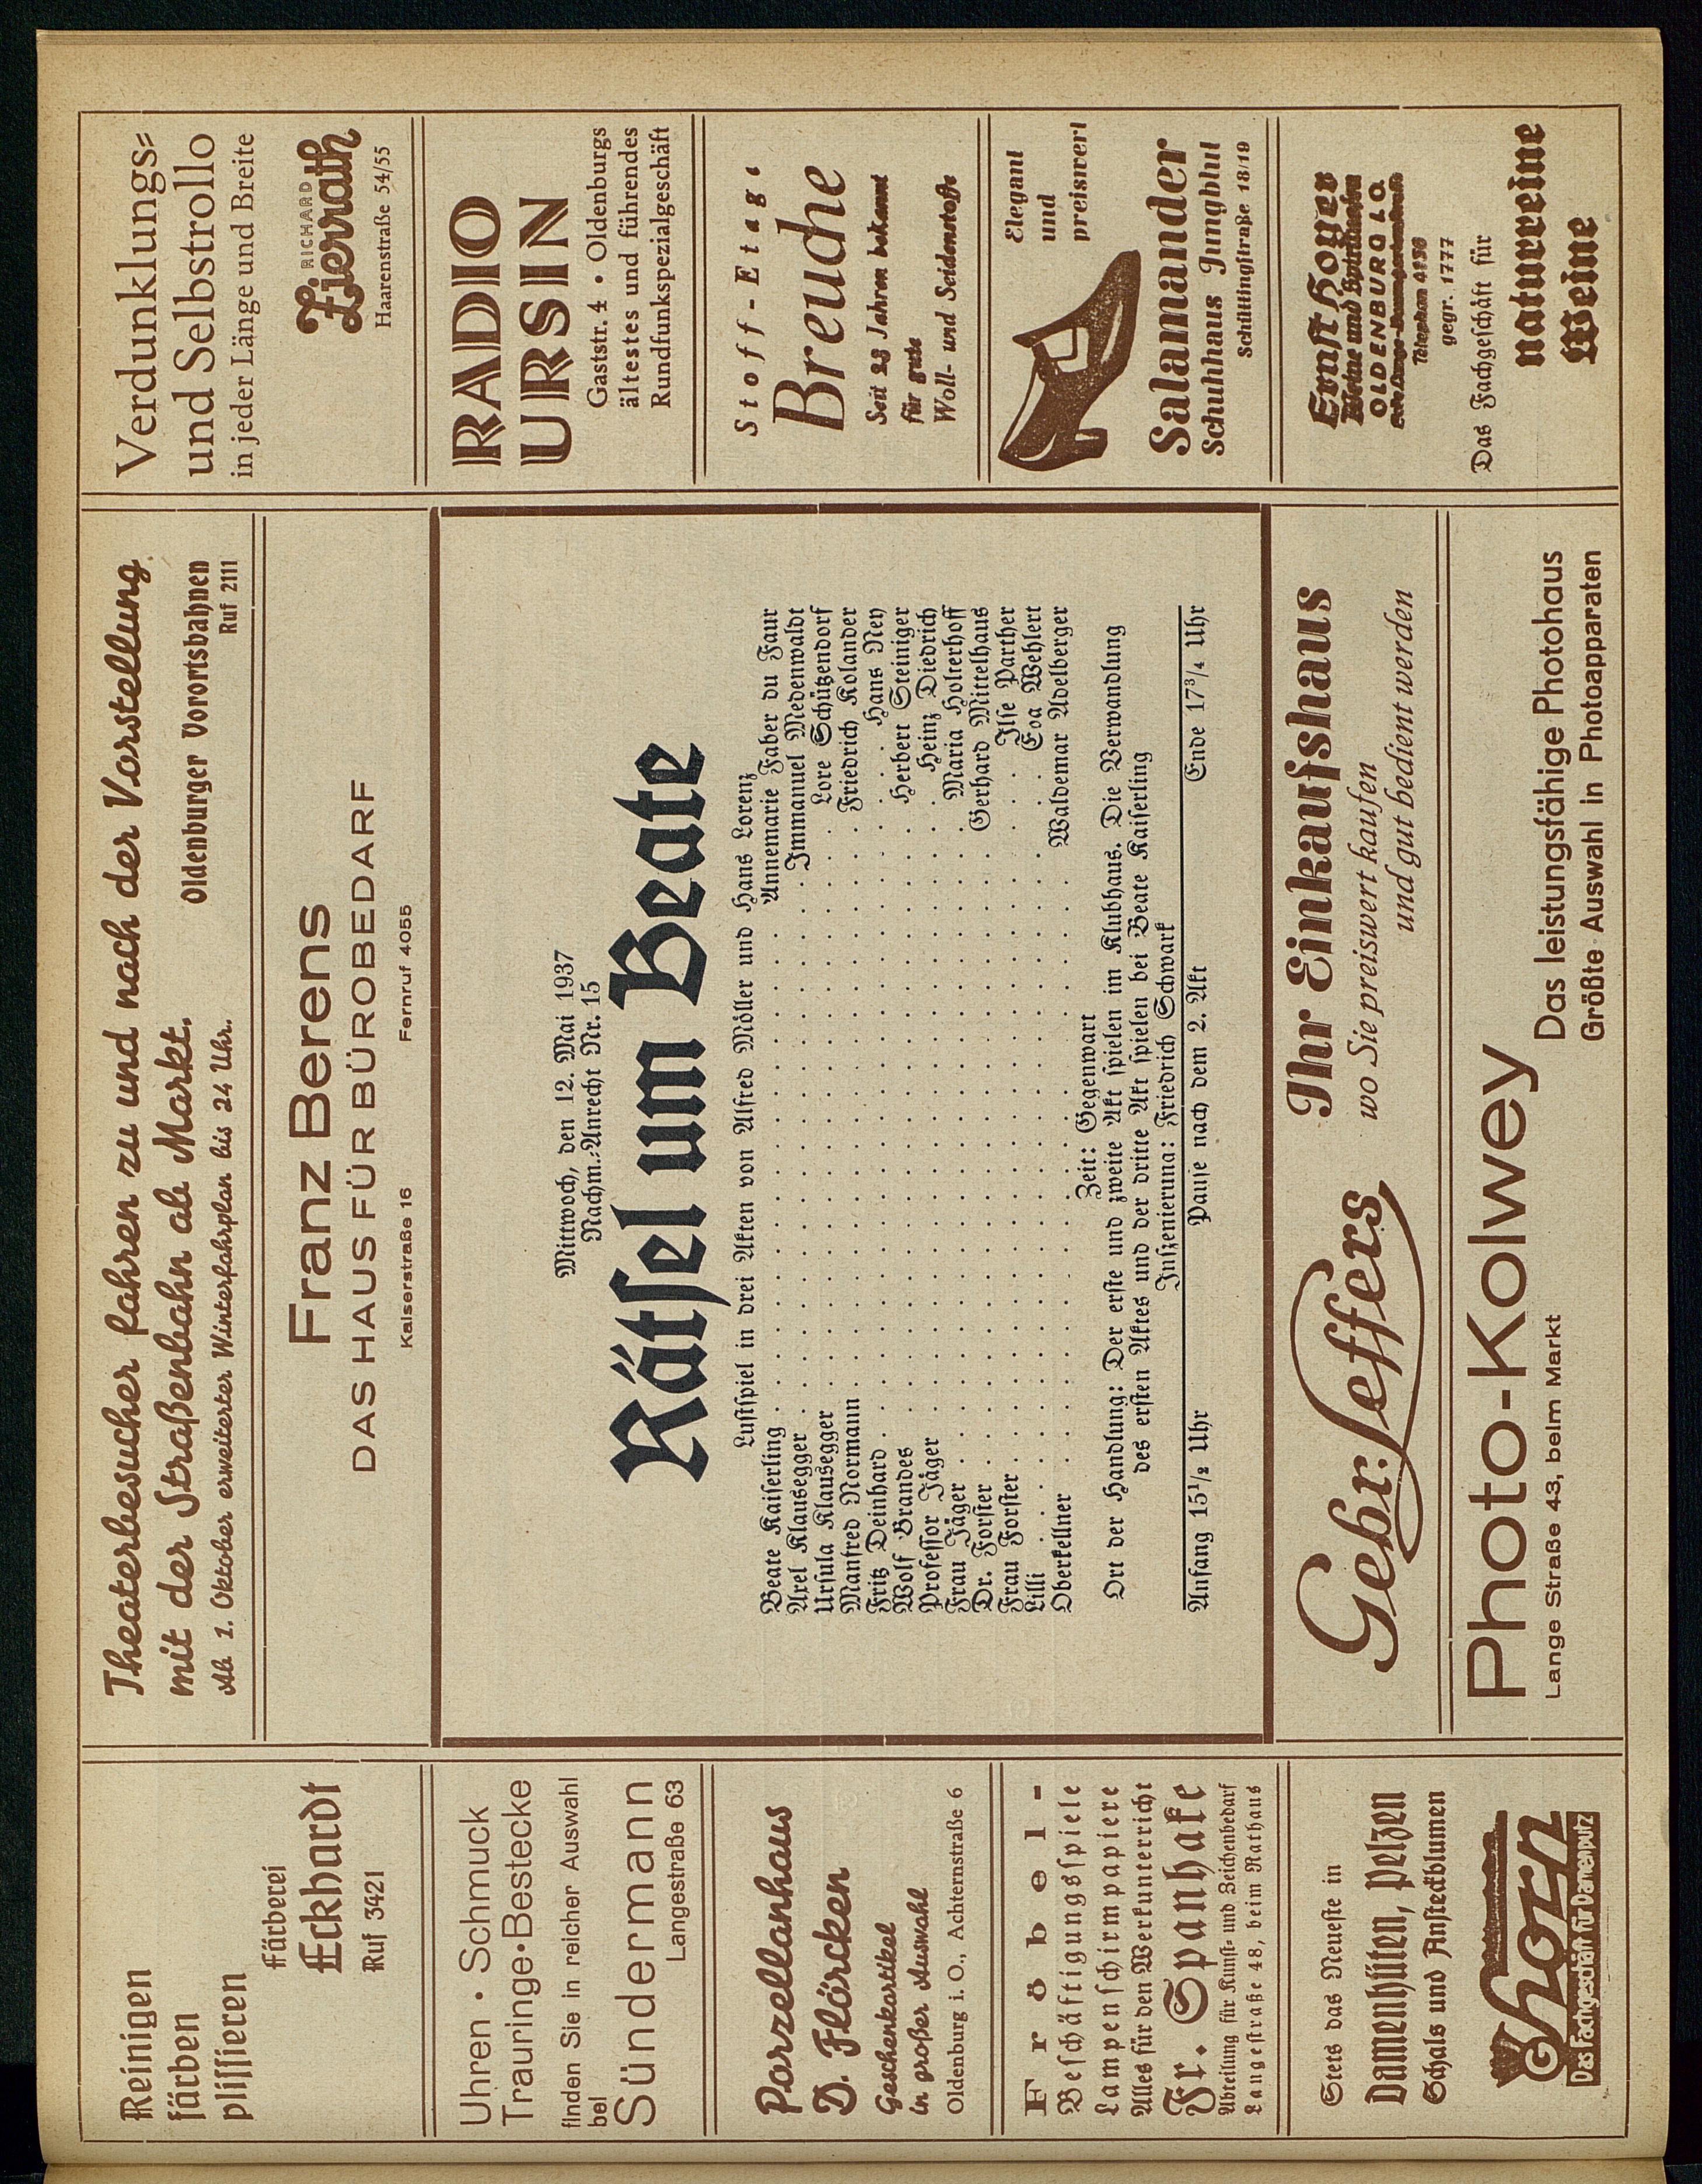 Reinigen
färben
plissieren
Färberei
Eckhardt
Ruf 3421
Uhren • Schmuck
Trauringe • Bestecke
finden Sie in reicher Auswahl
bei
Sündermann
Langestraße 63
Porzellanhaus
D. Flörcken
Geschenkartikel
in großer Auswahl
Oldenburg i. O., Achternstraße 6
Fröbel-
Beschäftigungsspiele
Lampenschirmpapiere
Alles für den Werkunterricht
Fr. Spanhake
Abteilung für Kunst- und Zeichenbedarf
Langestraße 48, beim Rathaus
Stets das Neueste in
Damenhüten, Pelzen
Schals und Ansteckblumen
Ghorn
Das Fachgeschäft für Damenputz
Theaterbesucher fahren zu und nach der Vorstellung
mit der Straßenbahn ab Markt.
Oldenburger Vorortsbahnen
Ab 1. Oktober erweiterter Winterfahrplan bis 24 Uhr.
Ruf 2111
Franz Berens
DAS HAUS FÜR BÜROBEDARF
Kaiserstraße 16 Fernruf 4055
Mittwoch, den 12. Mai 1937
Nachm.-Anrecht Nr. 15
Rätsel um Beate
Lustspiel in drei Akten von Alfred Möller und Hans Lorenz
Beate Kaiserling . . . Annemarie Faber du Faur
Axel Klausegger . . . Immanuel Medenwaldt
Ursula Klausegger . . . Lore Schützendorf
Manfred Normann . . . Friedrich Kolander
Fritz Deinhard . . . Hans Ney
Wolf Brandes . . . Herbert Steiniger
Professor Jäger . . . Heinz Diedrich
Frau Jäger . . . Maria Holterhoff
Dr. Forster . . . Gerhard Mittelhaus
Frau Forster . . . Ilse Parther
Lilli . . . Eva Wehlert
Oberkellner . . . Waldemar Adelberger
Zeit: Gegenwart
Ort der Handlung: Der erste und zweite Akt spielen im Klubhaus. Die Verwandlung
des ersten Aktes und der dritte Akt spielen bei Beate Kaiserling
Inszenierung: Friedrich Schwark
Anfang 15½ Uhr Pause nach dem 2. Akt Ende 17¾ Uhr
Gebr. Leffers
Ihr Einkaufshaus
wo Sie preiswert kaufen
und gut bedient werden
Photo-Kolwey
Lange Straße 43, beim Markt
Das leistungsfähige Photohaus
Größte Auswahl in Photoapparaten
Verdunklungs-
und Selbstrollo
in jeder Länge und Breite
RICHARD
Zierrath
Haarenstraße 54/55
RADIO
URSIN
Gaststr. 4 • Oldenburgs
ältestes und führendes
Rundfunkspezialgeschäft
Stoff-Etage
Breuche
Seit 28 Jahren bekannt
für gute
Woll- und Seidenstoffe
Elegant
und
preiswert
Salamander
Schuhhaus Jungblut
Schüttingstraße 18/19
Ernst Hoyer
Weine und Spirituosen
OLDENBURG I.O.
Telephon 4136
gegr. 1777
Das Fachgeschäft für
naturreine
Weine